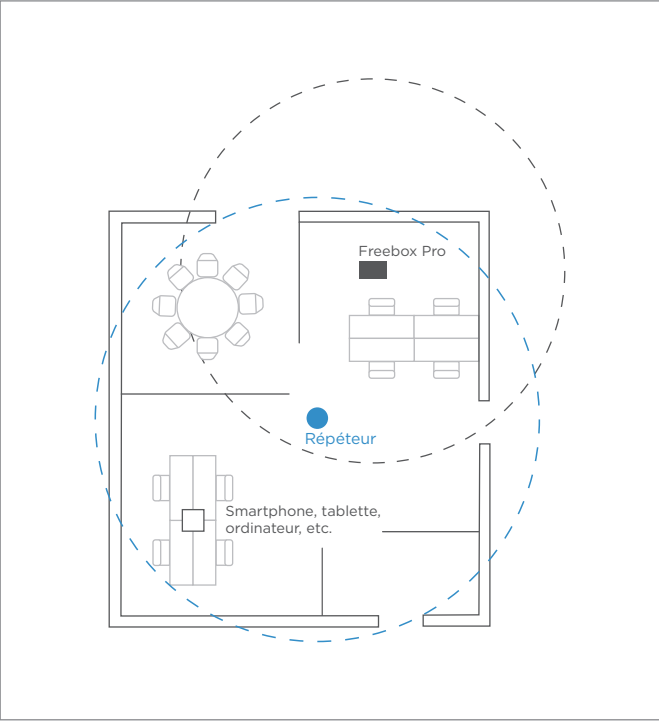 Freebox Pro
Répéteur
Smartphone, tablette,
ordinateur, etc.